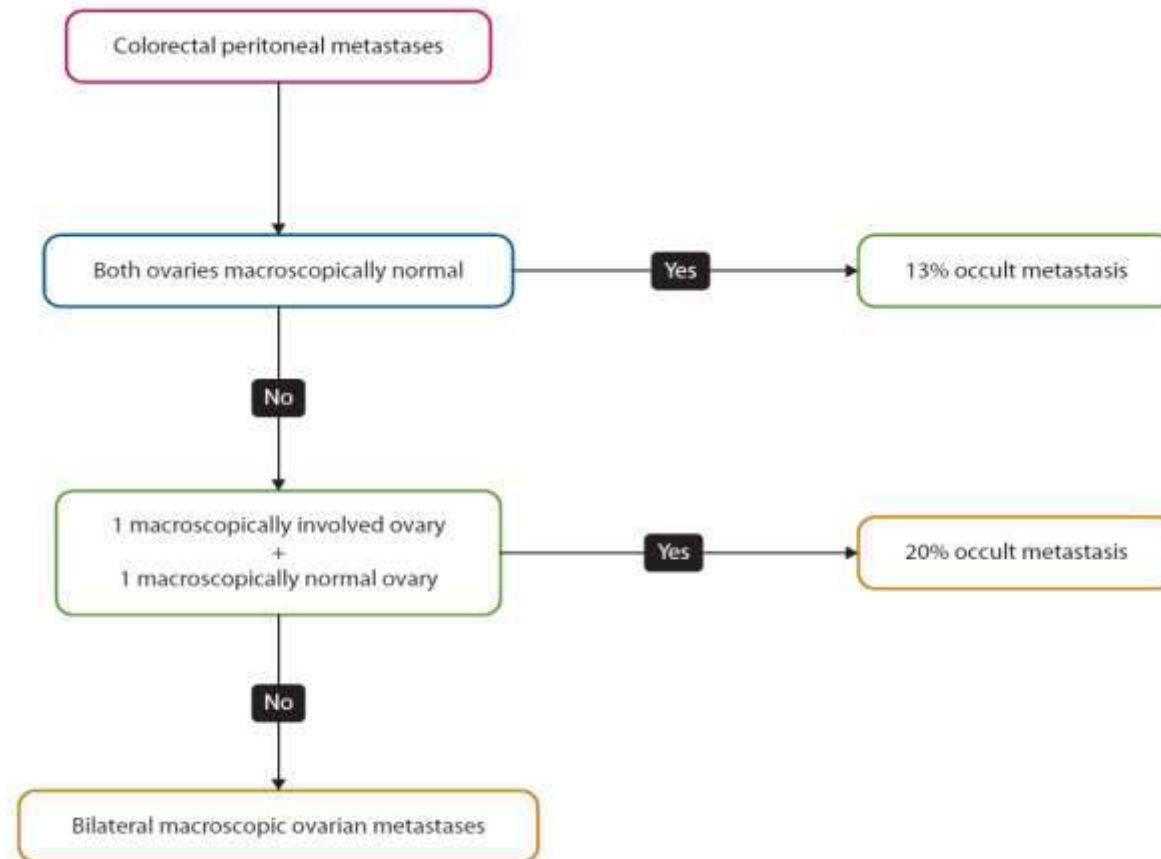 Colorectal peritoneal metastases
Both ovaries macroscopically normal
Yes
13% occult metastasis
No
1 macroscopically involved ovary
+
1 macroscopically normal ovary
Yes
20% occult metastasis
No
Bilateral macroscopic ovarian metastases